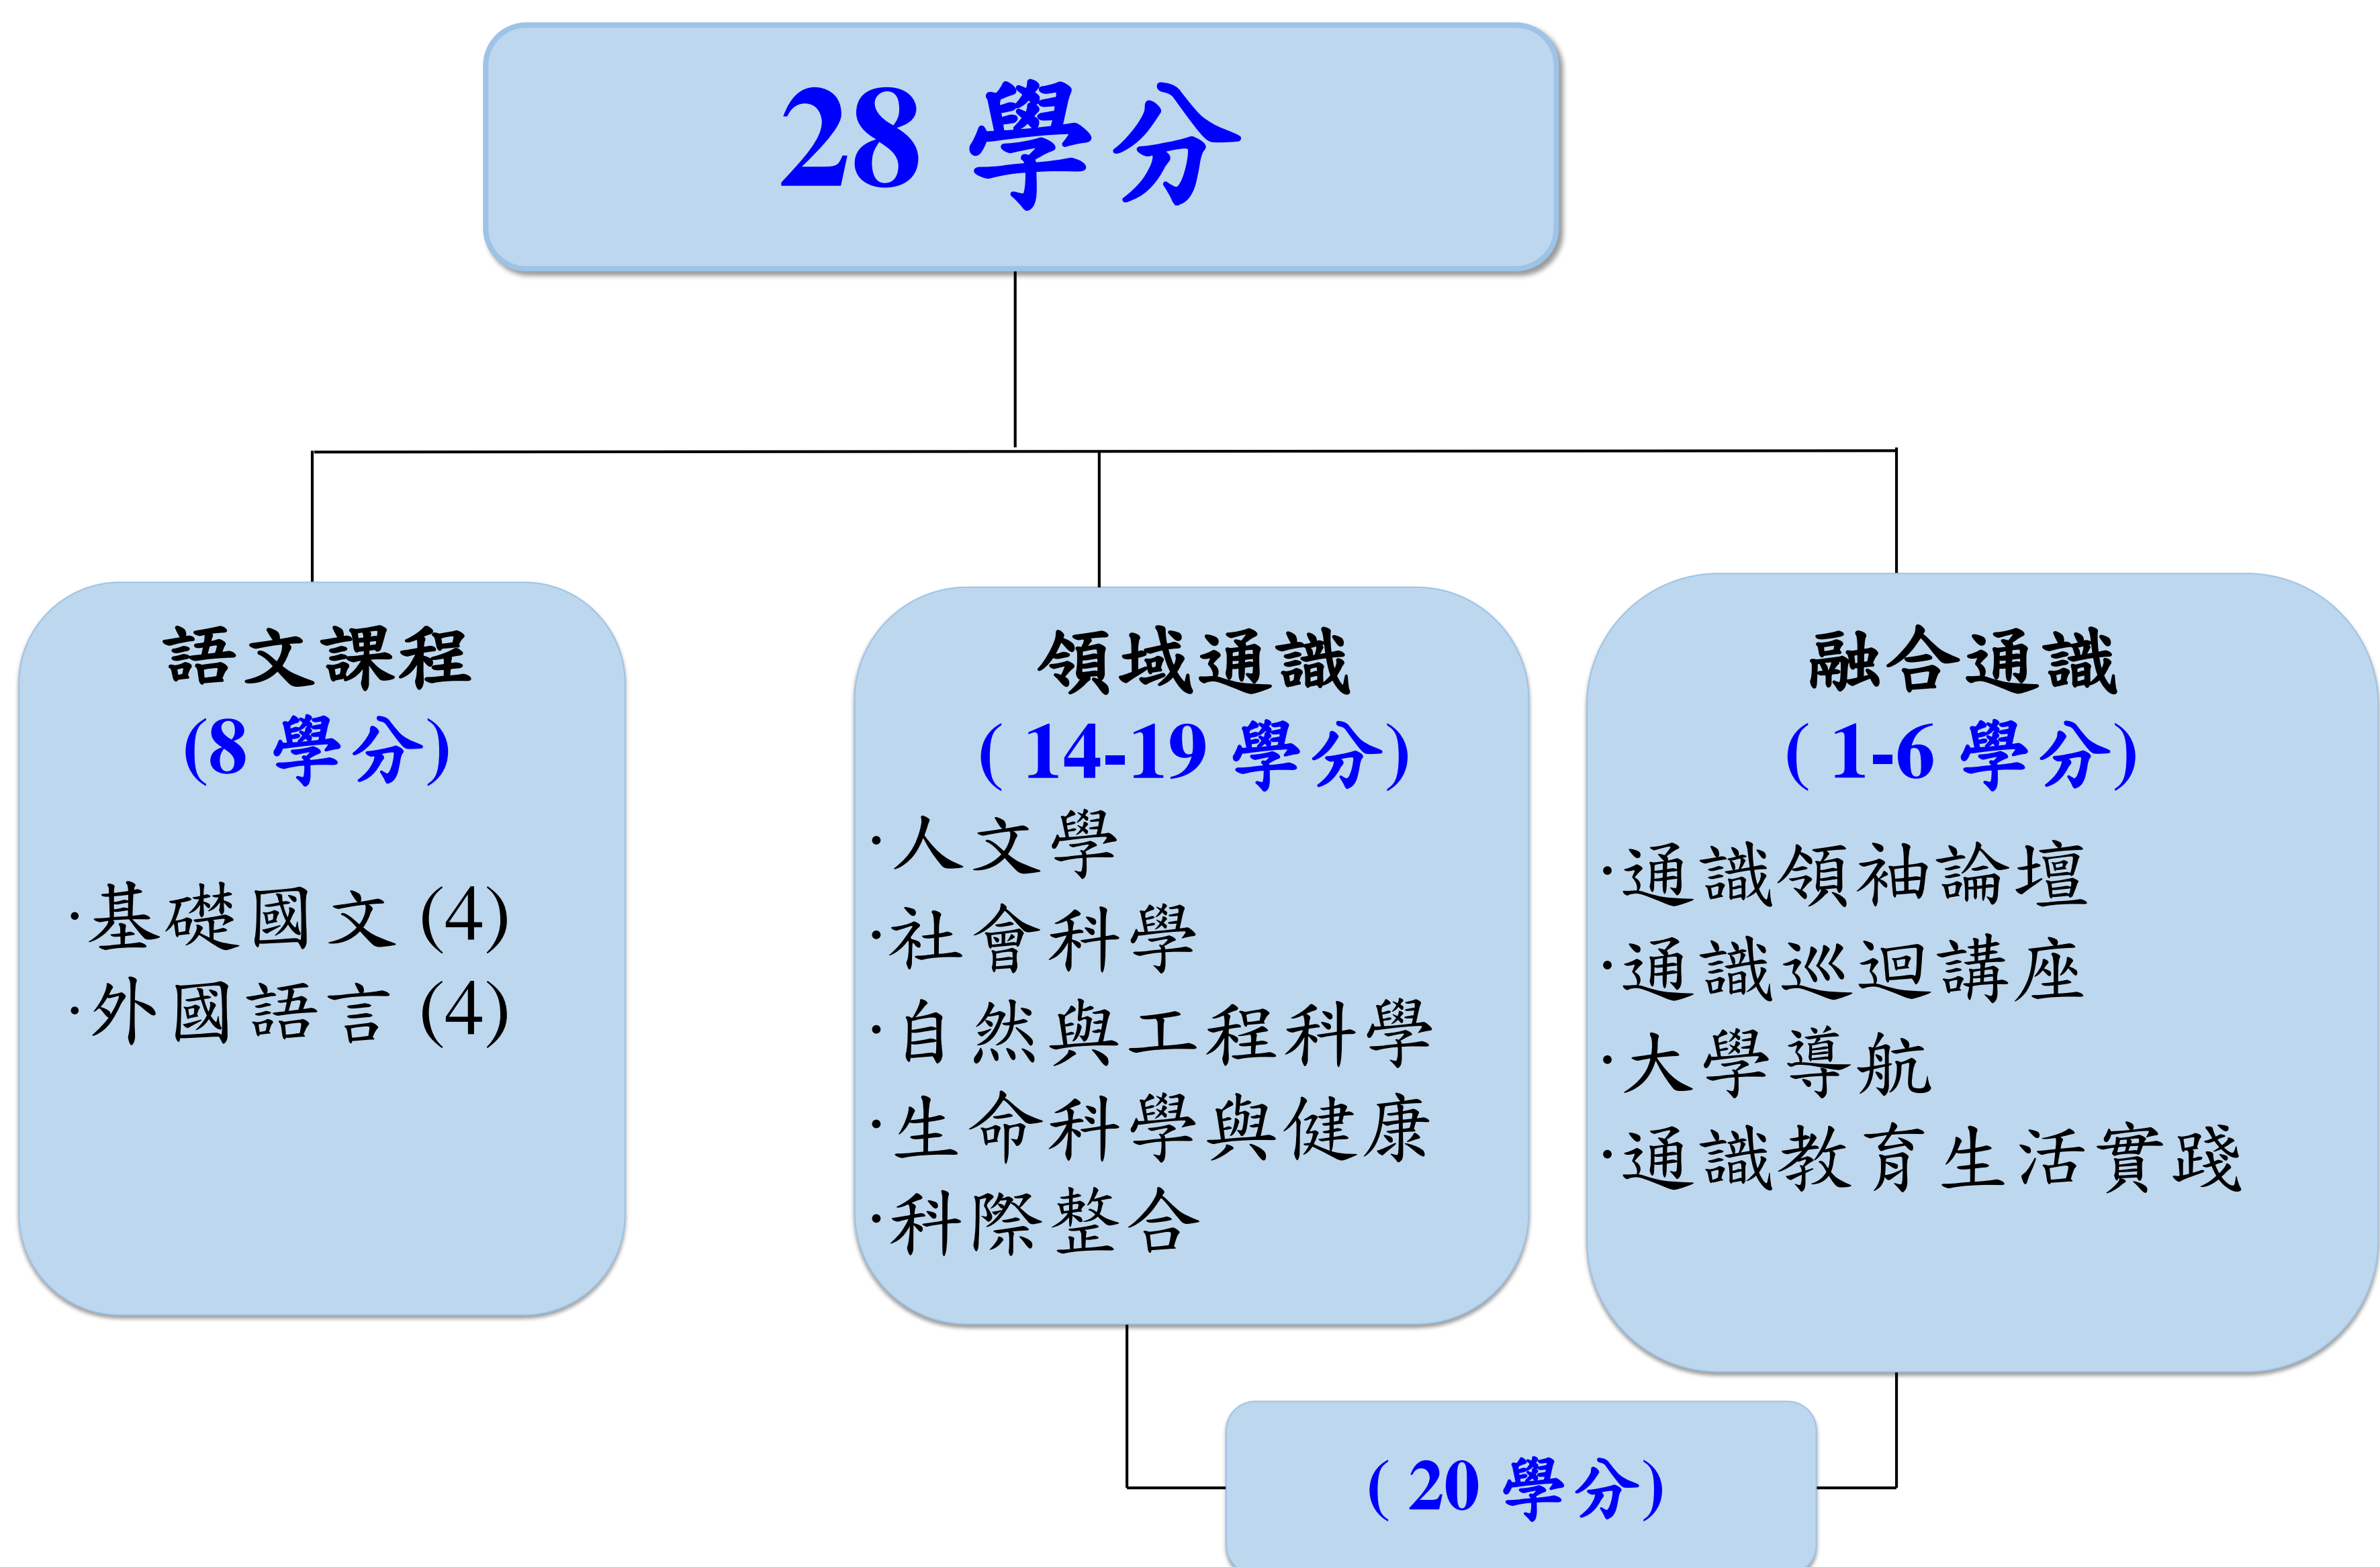 28 學分
語文課程
(8 學分)
·基礎國文 (4)
·外國語言 (4)
領域通識
( 14-19 學分)
·人文學
·社會科學
·自然與工程科學
·生命科學與健康
·科際整合
融合通識
( 1-6 學分)
·通識領袖論壇
·通識巡迴講座
·大學導航
·通識教育生活實踐
( 20 學分)